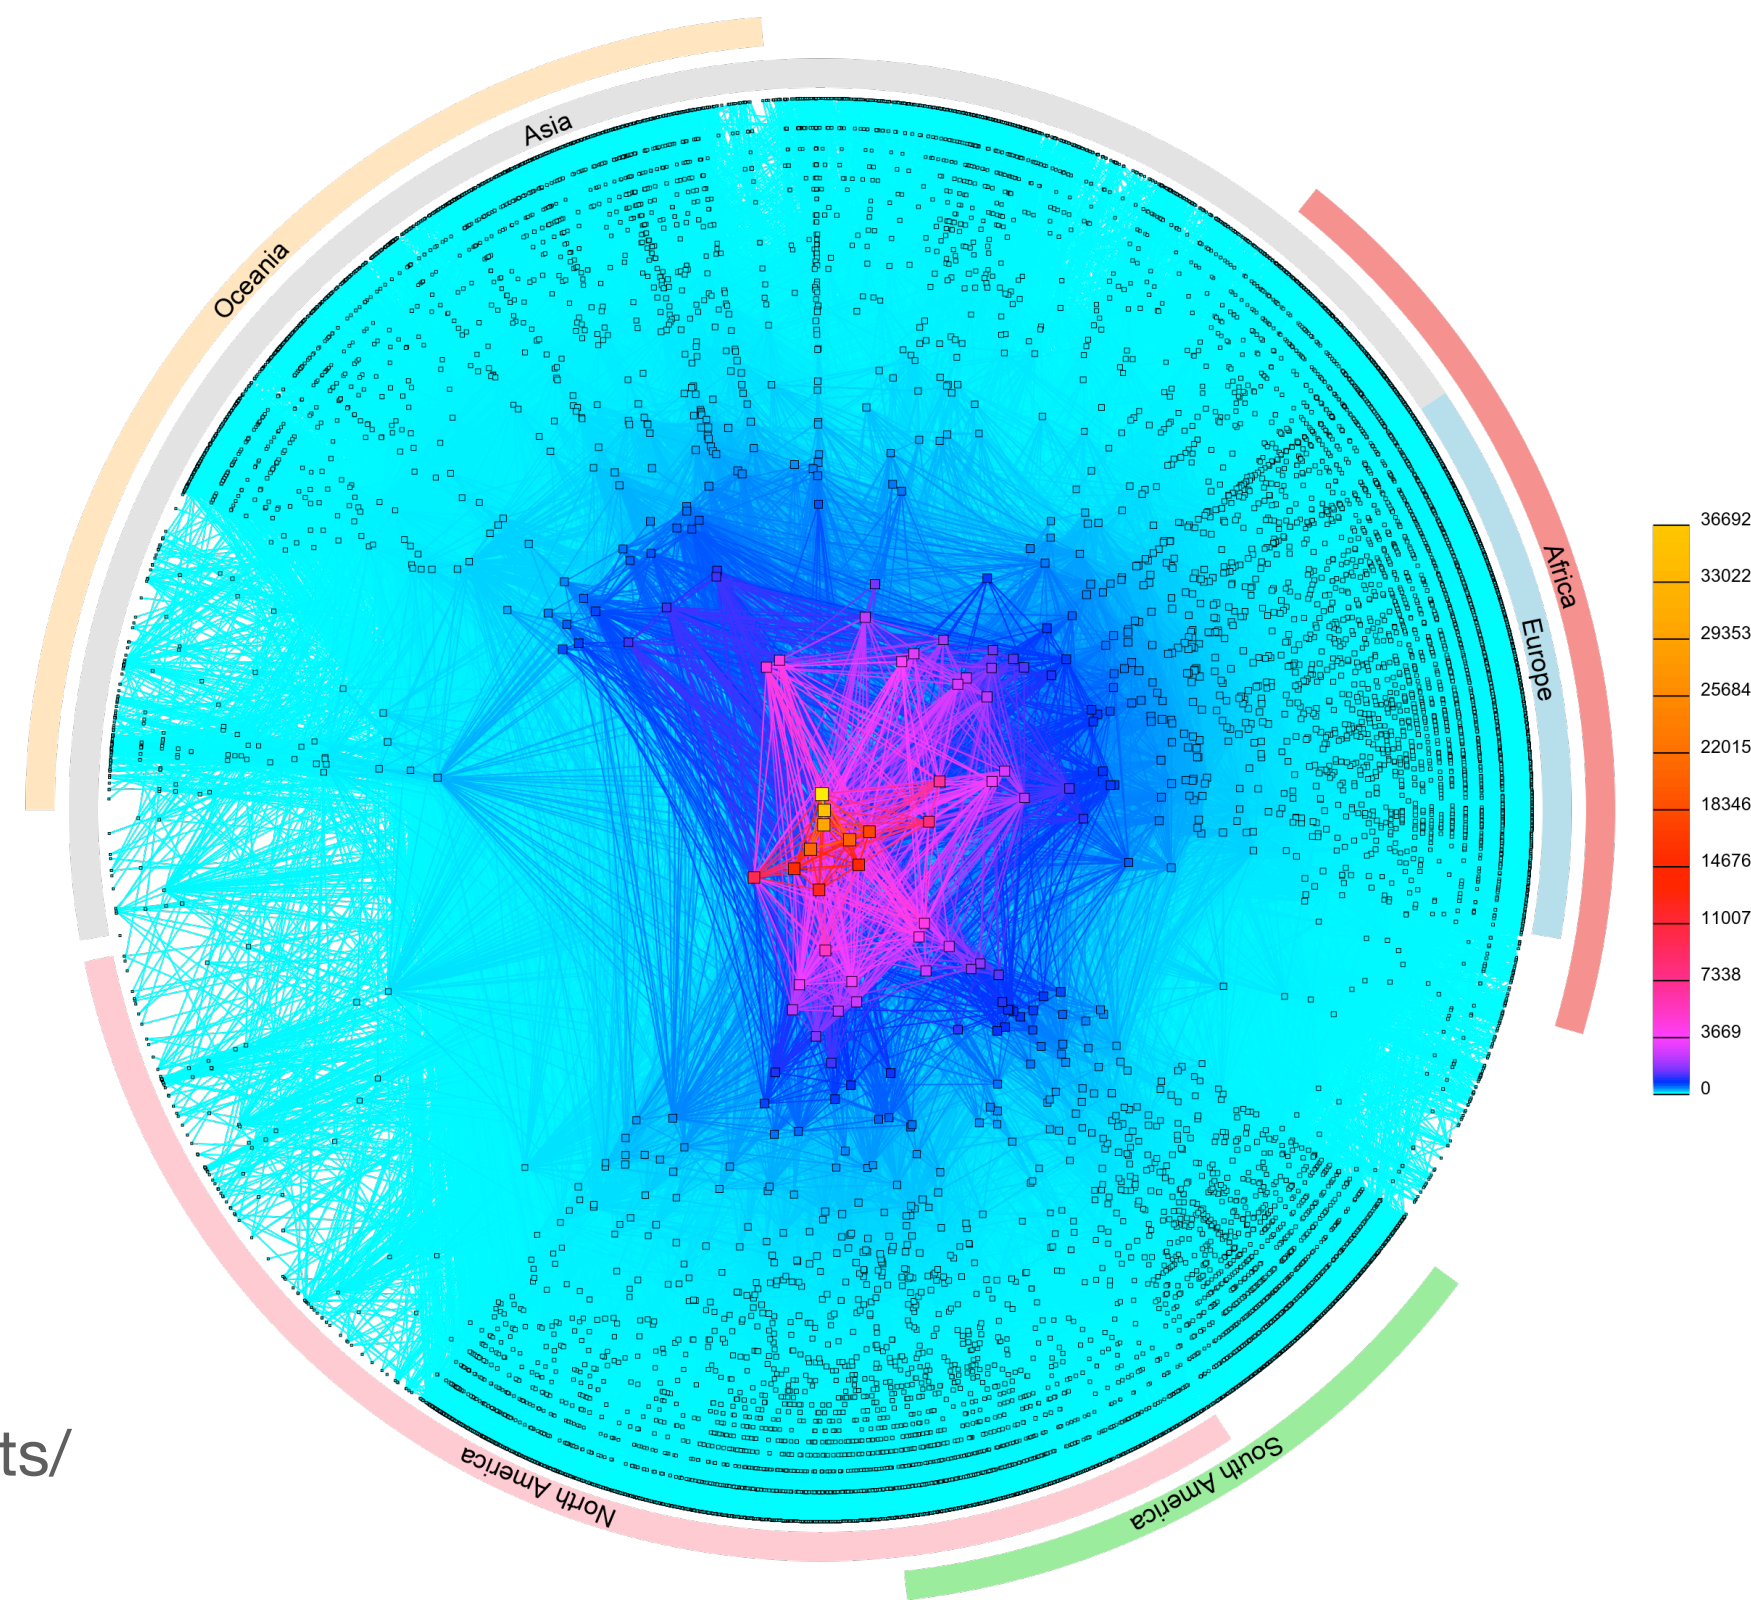 Asia
Oceania
Africa
Europe
36692
33022
29353
25684
22015
18346
14676
11007
7338
3669
0
ts/
South America
North America